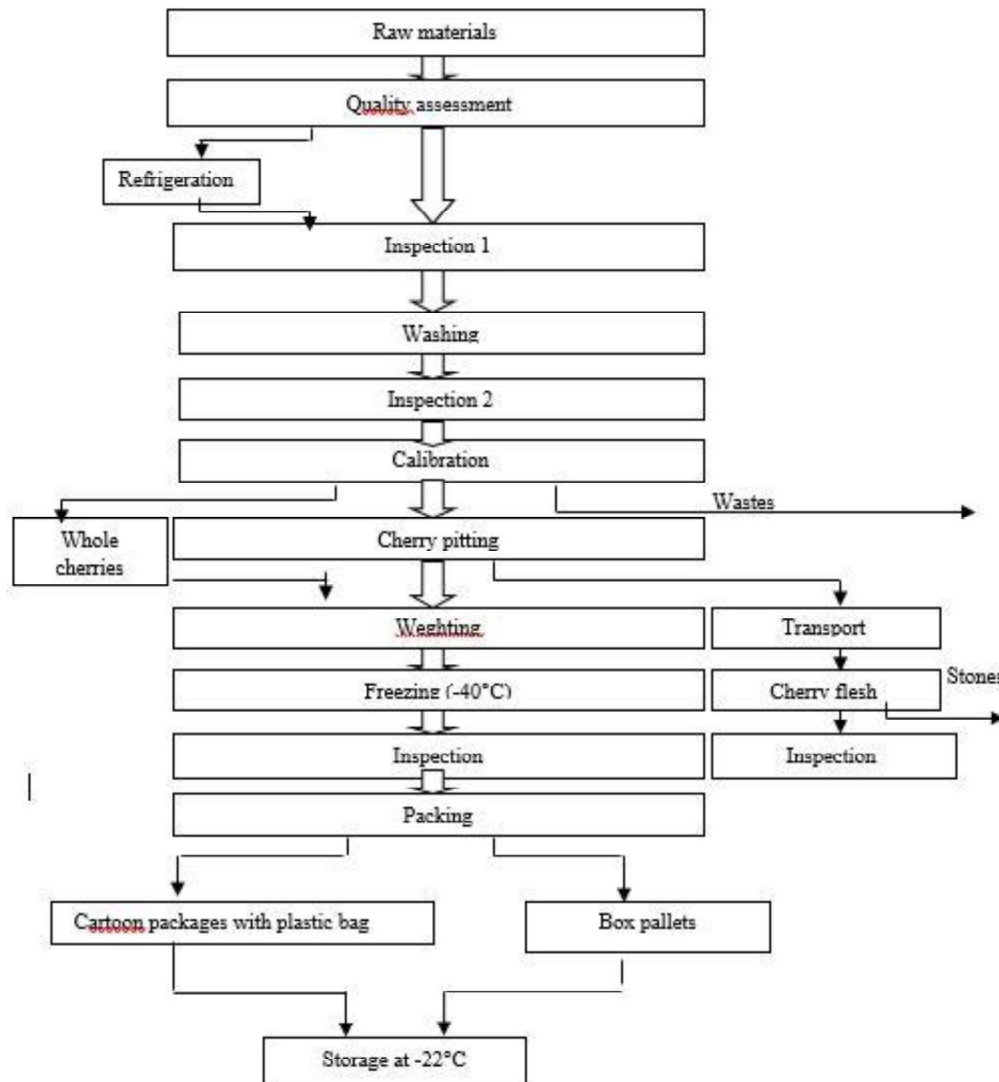 Raw materials
Quality assessment
Refrigeration
Inspection 1
Washing
Inspection 2
Calibration
Wastes
Whole
cherries
Cherry pitting
Weghting
Transport
Freezing (-40°C)
Cherry flesh
Stones
Inspection
Inspection
Packing
Cartoon packages with plastic bag
Box pallets
Storage at -22°C